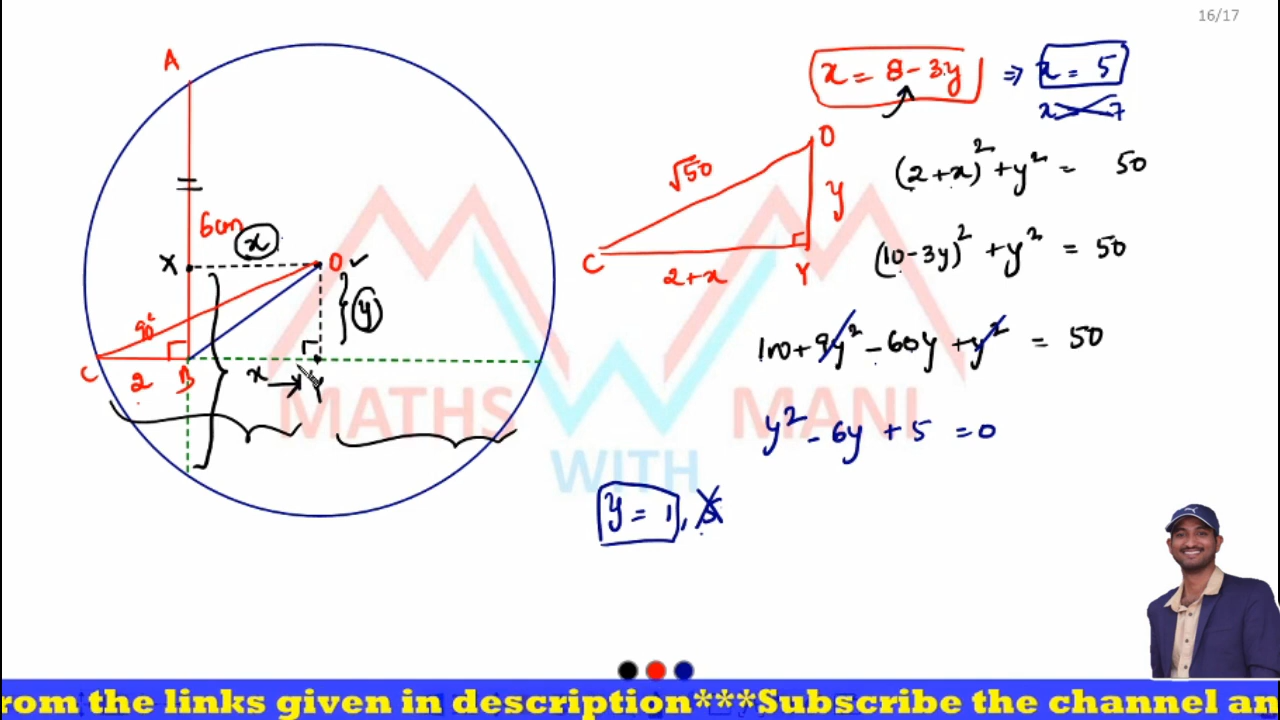 16/17
A
x = 8 - 3y ⇒ x = 5
x 7
O
√50
y
C
2+x
Y
(2+x)² + y² = 50
(10-3y)² + y² = 50
100 + 9y² - 60y + y² = 50
y² - 6y + 5 = 0
y = 1, 5
6cm
x
X
O
y
90°
C
2
B
x
Y
MATHS
WITH
MANI
rom the links given in description***Subscribe the channel an